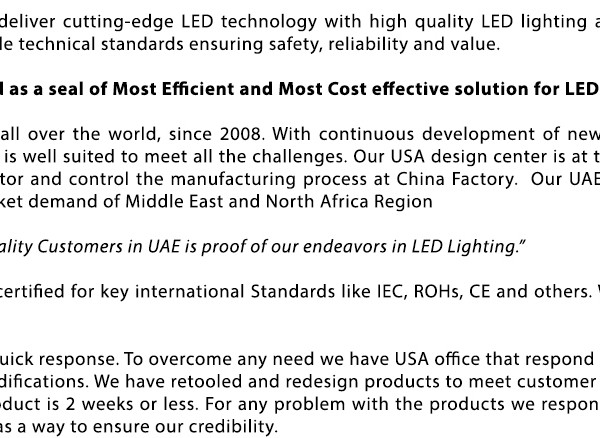 deliver cutting-edge LED technology with high quality LED lighting
le technical standards ensuring safety, reliability and value.
as a seal of Most Efficient and Most Cost effective solution for LED
all over the world, since 2008. With continuous development of new
is well suited to meet all the challenges. Our USA design center is at
tor and control the manufacturing process at China Factory. Our UAE
ket demand of Middle East and North Africa Region
ality Customers in UAE is proof of our endeavors in LED Lighting.”
certified for key international Standards like IEC, ROHs, CE and others.
uick response. To overcome any need we have USA office that respond
difications. We have retooled and redesign products to meet customer
oduct is 2 weeks or less. For any problem with the products we respon
as a way to ensure our credibility.